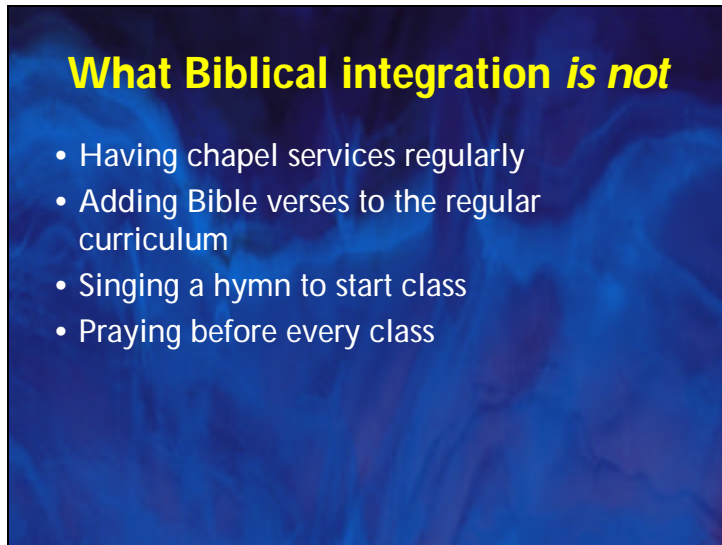 What Biblical integration is not
• Having chapel services regularly
• Adding Bible verses to the regular
curriculum
• Singing a hymn to start class
• Praying before every class